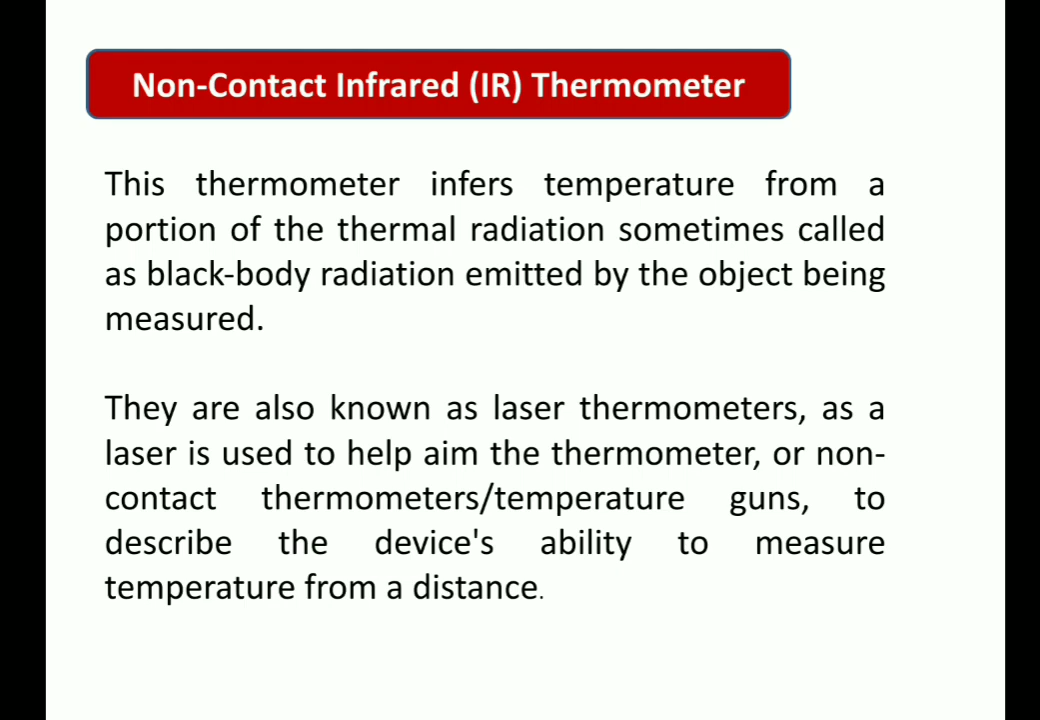 Non-Contact Infrared (IR) Thermometer
This thermometer infers temperature from a
portion of the thermal radiation sometimes called
as black-body radiation emitted by the object being
measured.
They are also known as laser thermometers, as a
laser is used to help aim the thermometer, or non-
contact thermometers/temperature guns, to
describe the device's ability to measure
temperature from a distance.